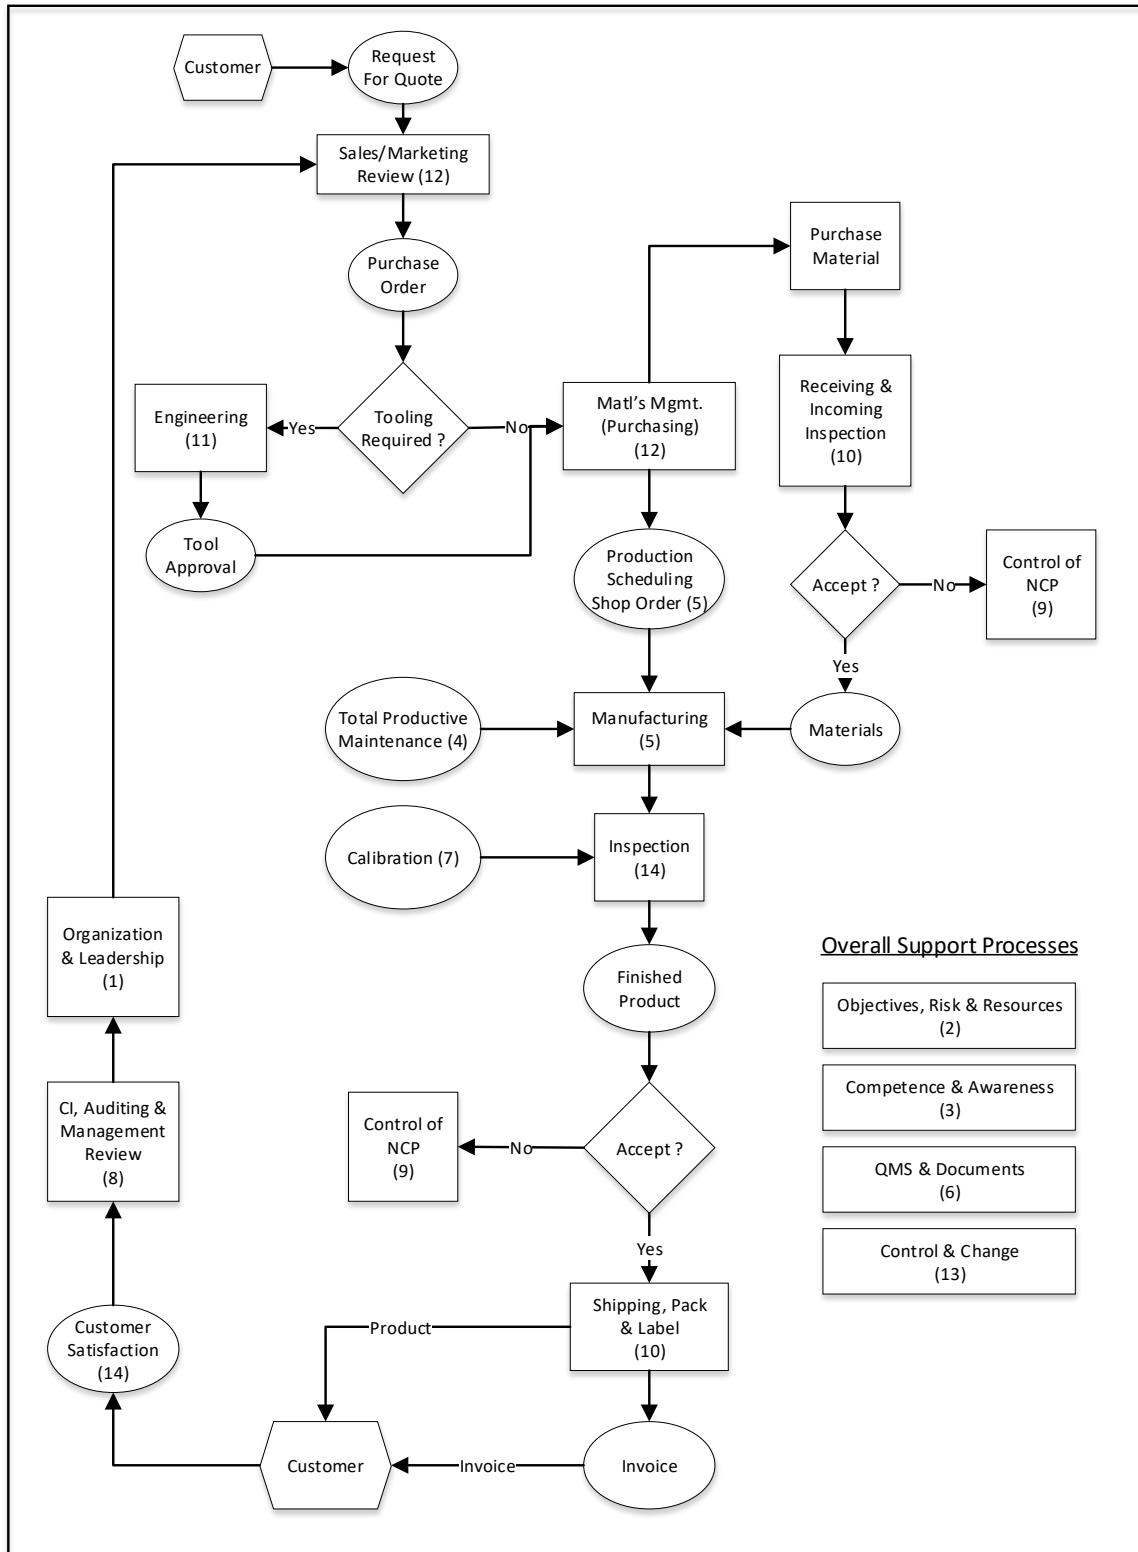 Customer
Request
For Quote
Sales/Marketing
Review (12)
Purchase
Order
Purchase
Material
Engineering
(11)
Yes
Tooling
Required ?
No
Matl's Mgmt.
(Purchasing)
(12)
Receiving &
Incoming
Inspection
(10)
Tool
Approval
Production
Scheduling
Shop Order (5)
Accept ?
No
Control of
NCP
(9)
Yes
Total Productive
Maintenance (4)
Manufacturing
(5)
Materials
Calibration (7)
Inspection
(14)
Organization
& Leadership
(1)
Finished
Product
Overall Support Processes
Objectives, Risk & Resources
(2)
Competence & Awareness
(3)
QMS & Documents
(6)
Control & Change
(13)
CI, Auditing &
Management
Review
(8)
Control of
NCP
(9)
No
Accept ?
Yes
Customer
Satisfaction
(14)
Product
Shipping, Pack
& Label
(10)
Customer
Invoice
Invoice